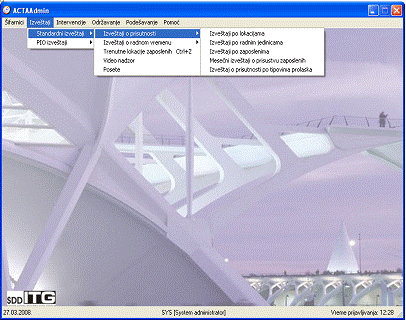 ACTAAdmin
Šifarnici Izveštaji Intervencije Održavanje Podešavanje Pomoć
Standardni izveštaji
PIO izveštaji
Izveštaji o prisutnosti
Izveštaji o radnom vremenu
Trenutne lokacije zaposlenih Ctrl+Z
Video nadzor
Posete
Izveštaji po lokacijama
Izveštaji po radnim jedinicama
Izveštaji po zaposlenima
Mesečni izveštaji o prisustvu zaposlenih
Izveštaj o prisutnosti po tipovima prolaska
SDD ITG
27.03.2008. SYS [System administrator] Vreme prijavljivanja: 12:28